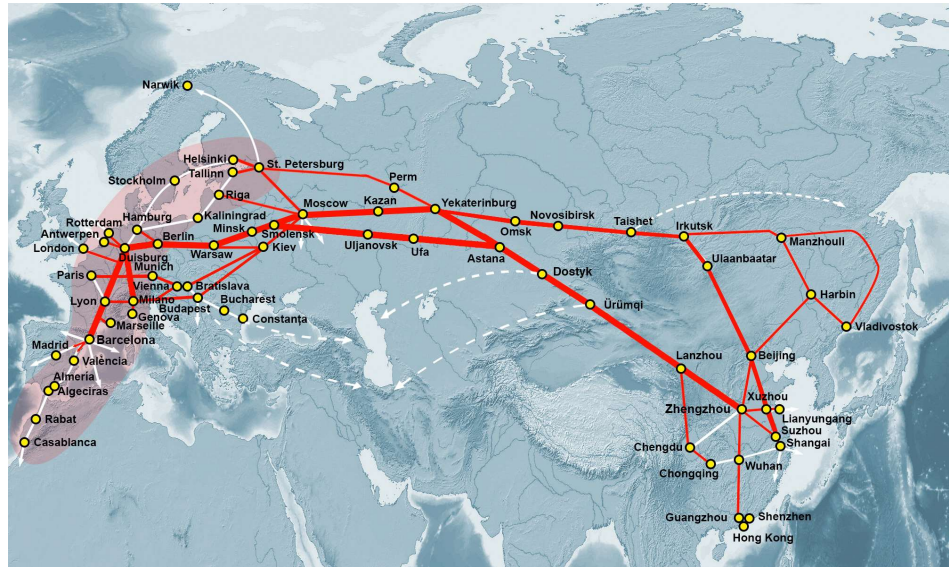 Narwik
Helsinki
St. Petersburg
Tallinn
Stockholm
Perm
Riga
Moscow
Kazan
Yekaterinburg
Rotterdam
Hamburg
Kaliningrad
Antwerpen
Berlin
Minsk
Smolensk
Omsk
Novosibirsk
Taishet
Irkutsk
Manzhouli
London
Duisburg
Warsaw
Kiev
Uljanovsk
Ufa
Astana
Ulaanbaatar
Paris
Munich
Dostyk
Vienna
Bratislava
Harbin
Lyon
Milano
Budapest
Bucharest
Ürümqi
Genova
Constanța
Marseille
Vladivostok
Madrid
Barcelona
València
Lanzhou
Beijing
Almeria
Algeciras
Xuzhou
Zhengzhou
Lianyungang
Rabat
Suzhou
Casablanca
Chengdu
Shangai
Chongqing
Wuhan
Guangzhou
Shenzhen
Hong Kong